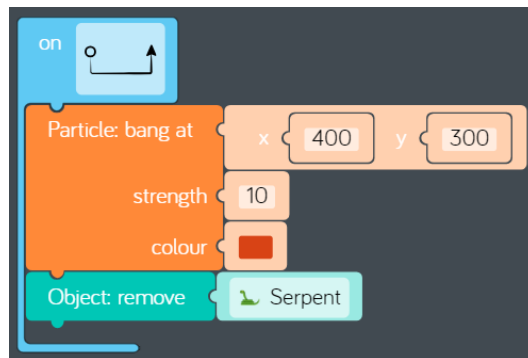 on
Particle: bang at x 400 y 300
strength 10
colour
Object: remove Serpent